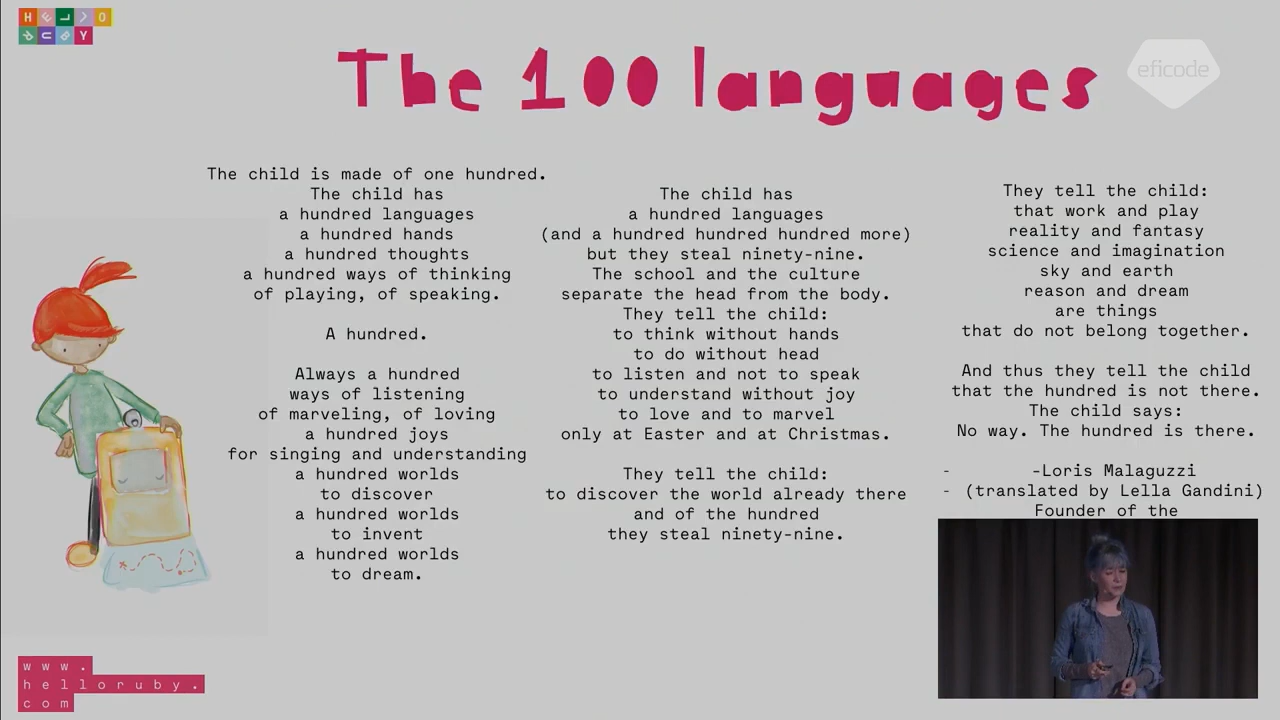 HELLO
RUBY
The 100 languages
eficode
The child is made of one hundred.
The child has
a hundred languages
a hundred hands
a hundred thoughts
a hundred ways of thinking
of playing, of speaking.
A hundred.
Always a hundred
ways of listening
of marveling, of loving
a hundred joys
for singing and understanding
a hundred worlds
to discover
a hundred worlds
to invent
a hundred worlds
to dream.
The child has
a hundred languages
(and a hundred hundred hundred more)
but they steal ninety-nine.
The school and the culture
separate the head from the body.
They tell the child:
to think without hands
to do without head
to listen and not to speak
to understand without joy
to love and to marvel
only at Easter and at Christmas.
They tell the child:
to discover the world already there
and of the hundred
they steal ninety-nine.
They tell the child:
that work and play
reality and fantasy
science and imagination
sky and earth
reason and dream
are things
that do not belong together.
And thus they tell the child
that the hundred is not there.
The child says:
No way. The hundred is there.
- -Loris Malaguzzi
- (translated by Lella Gandini)
Founder of the
www.
helloruby.
com